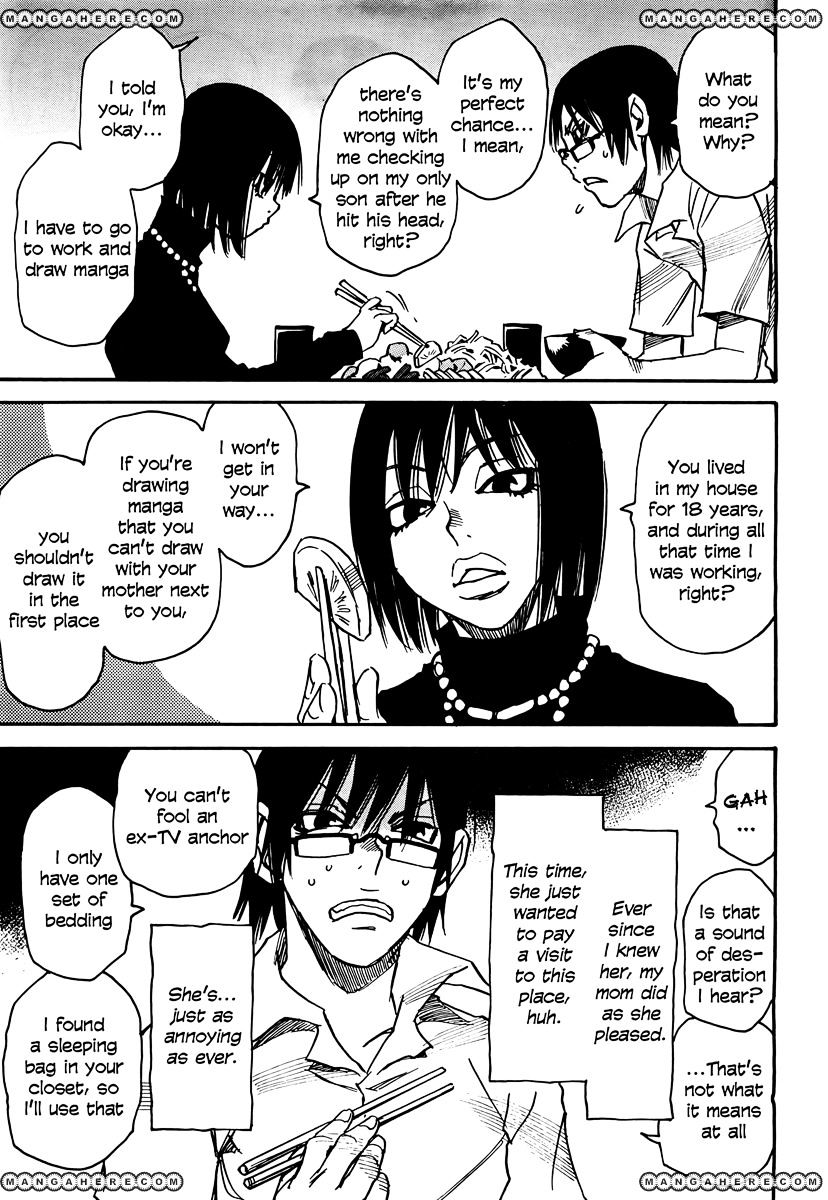 MANGAHERE.COM
MANGAHERE.COM
What
do you
mean?
Why?
It's my
perfect
chance...
I mean,
there's
nothing
wrong with
me checking
up on my only
son after he
hit his head,
right?
I told
you, I'm
okay...
I have to go
to work and
draw manga
You lived
in my house
for 18 years,
and during all
that time I
was working,
right?
I won't
get in
your
way...
If you're
drawing
manga
that you
can't draw
with your
mother next
to you,
you
shouldn't
draw it
in the
first place
GAH
...
Is that
a sound
of des-
peration
I hear?
...That's
not what
it means
at all
Ever
since
I knew
her, my
mom did
as she
pleased.
This time,
she just
wanted
to pay
a visit
to this
place,
huh.
You can't
fool an
ex-TV anchor
I only
have one
set of
bedding
I found
a sleeping
bag in your
closet, so
I'll use that
She's...
just as
annoying
as ever.
MANGAHERE.COM
MANGAHERE.COM